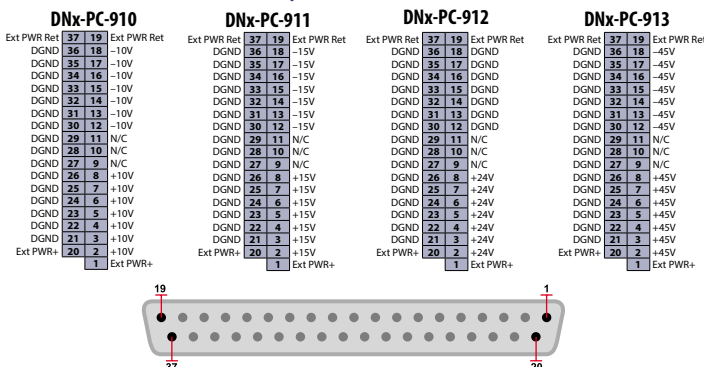 DNx-PC-910
Ext PWR Ret 37 19 Ext PWR Ret
DGND 36 18 –10V
DGND 35 17 –10V
DGND 34 16 –10V
DGND 33 15 –10V
DGND 32 14 –10V
DGND 31 13 –10V
DGND 30 12 –10V
DGND 29 11 N/C
DGND 28 10 N/C
DGND 27 9 N/C
DGND 26 8 +10V
DGND 25 7 +10V
DGND 24 6 +10V
DGND 23 5 +10V
DGND 22 4 +10V
DGND 21 3 +10V
Ext PWR+ 20 2 +10V
1 Ext PWR+
DNx-PC-911
Ext PWR Ret 37 19 Ext PWR Ret
DGND 36 18 –15V
DGND 35 17 –15V
DGND 34 16 –15V
DGND 33 15 –15V
DGND 32 14 –15V
DGND 31 13 –15V
DGND 30 12 –15V
DGND 29 11 N/C
DGND 28 10 N/C
DGND 27 9 N/C
DGND 26 8 +15V
DGND 25 7 +15V
DGND 24 6 +15V
DGND 23 5 +15V
DGND 22 4 +15V
DGND 21 3 +15V
Ext PWR+ 20 2 +15V
1 Ext PWR+
DNx-PC-912
Ext PWR Ret 37 19 Ext PWR Ret
DGND 36 18 DGND
DGND 35 17 DGND
DGND 34 16 DGND
DGND 33 15 DGND
DGND 32 14 DGND
DGND 31 13 DGND
DGND 30 12 DGND
DGND 29 11 N/C
DGND 28 10 N/C
DGND 27 9 N/C
DGND 26 8 +24V
DGND 25 7 +24V
DGND 24 6 +24V
DGND 23 5 +24V
DGND 22 4 +24V
DGND 21 3 +24V
Ext PWR+ 20 2 +24V
1 Ext PWR+
DNx-PC-913
Ext PWR Ret 37 19 Ext PWR Ret
DGND 36 18 –45V
DGND 35 17 –45V
DGND 34 16 –45V
DGND 33 15 –45V
DGND 32 14 –45V
DGND 31 13 –45V
DGND 30 12 –45V
DGND 29 11 N/C
DGND 28 10 N/C
DGND 27 9 N/C
DGND 26 8 +45V
DGND 25 7 +45V
DGND 24 6 +45V
DGND 23 5 +45V
DGND 22 4 +45V
DGND 21 3 +45V
Ext PWR+ 20 2 +45V
1 Ext PWR+
19 1
37 20